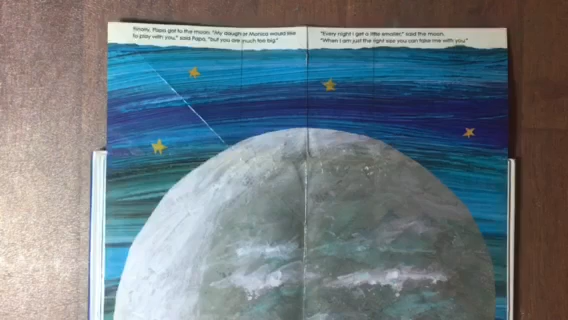 Finally, Papa got to the moon. "My daughter Monica would like
to play with you," said Papa, "but you are much too big."
"Every night I get a little smaller," said the moon.
"When I am just the right size you can take me with you."